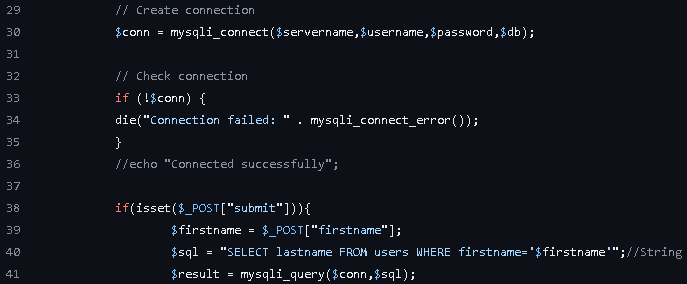 29 // Create connection
30 $conn = mysqli_connect($servername,$username,$password,$db);
31
32 // Check connection
33 if (!$conn) {
34 die("Connection failed: " . mysqli_connect_error());
35 }
36 //echo "Connected successfully";
37
38 if(isset($_POST["submit"])){
39 $firstname = $_POST["firstname"];
40 $sql = "SELECT lastname FROM users WHERE firstname='$firstname'";//String
41 $result = mysqli_query($conn,$sql);